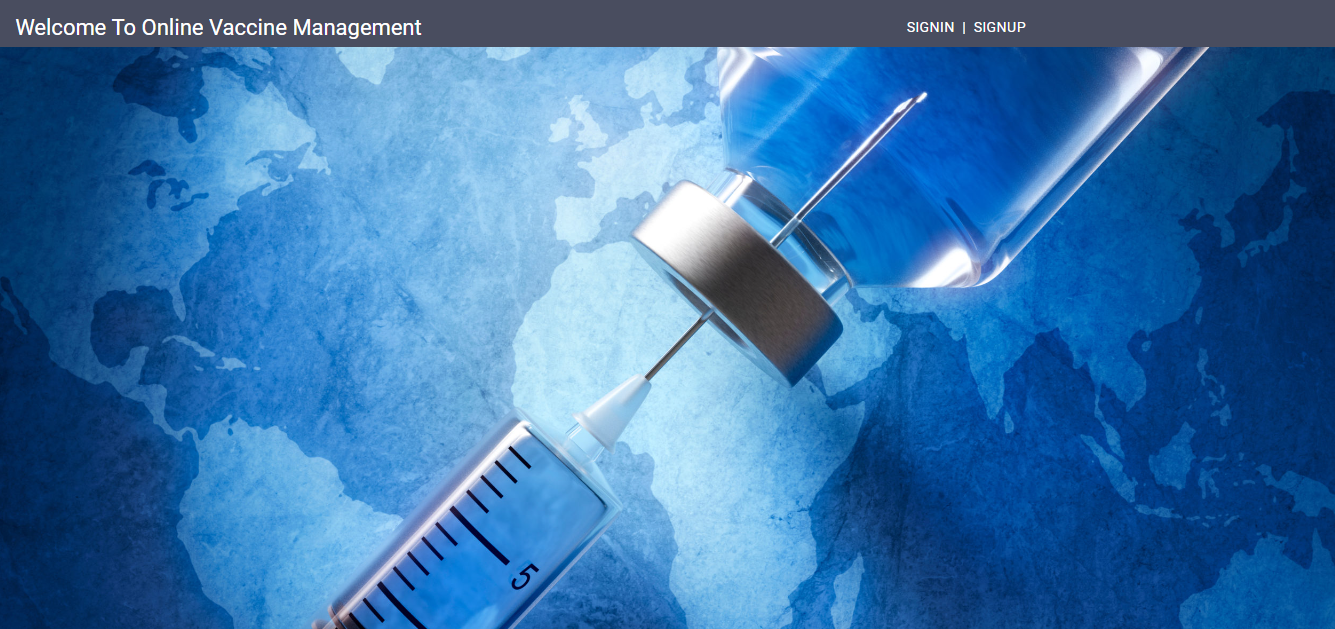 Welcome To Online Vaccine Management
SIGNIN | SIGNUP
5